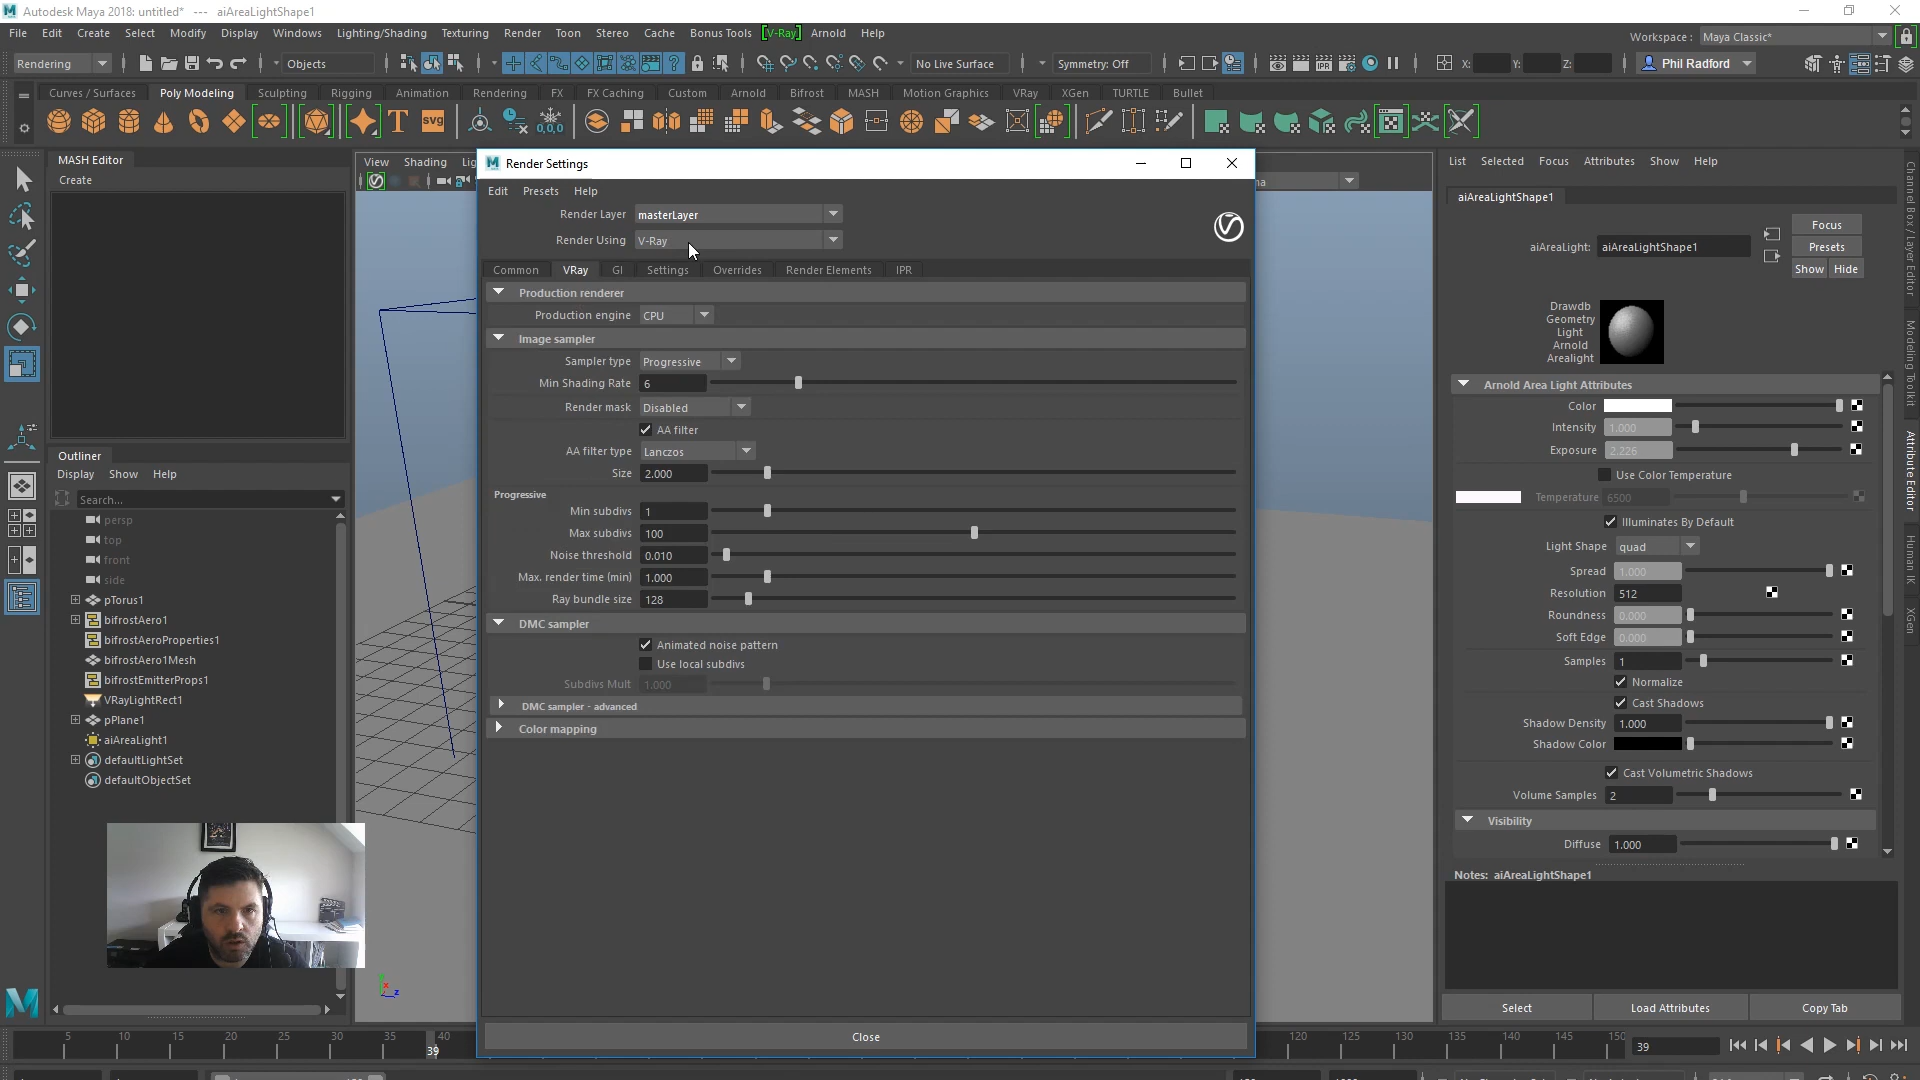 Autodesk Maya 2018: untitled*   ---   aiAreaLightShape1
File Edit Create Select Modify Display Windows Lighting/Shading Texturing Render Toon Stereo Cache Bonus Tools [V-Ray] Arnold Help
Workspace : Maya Classic*
Rendering Objects No Live Surface Symmetry: Off X: Y: Z: Phil Radford
Curves / Surfaces Poly Modeling Sculpting Rigging Animation Rendering FX FX Caching Custom Arnold Bifrost MASH Motion Graphics VRay XGen TURTLE Bullet
T svg 0,0,0
MASH Editor
Create
View Shading
Render Settings
Edit Presets Help
Render Layer masterLayer
Render Using V-Ray
Common VRay GI Settings Overrides Render Elements IPR
Production renderer
Production engine CPU
Image sampler
Sampler type Progressive
Min Shading Rate 6
Render mask Disabled
AA filter
AA filter type Lanczos
Size 2.000
Progressive
Min subdivs 1
Max subdivs 100
Noise threshold 0.010
Max. render time (min) 1.000
Ray bundle size 128
DMC sampler
Animated noise pattern
Use local subdivs
Subdivs Mult 1.000
DMC sampler - advanced
Color mapping
Close
Outliner
Display Show Help
Search...
persp
top
front
side
pTorus1
bifrostAero1
bifrostAeroProperties1
bifrostAero1Mesh
bifrostEmitterProps1
VRayLightRect1
pPlane1
aiAreaLight1
defaultLightSet
defaultObjectSet
x z
List Selected Focus Attributes Show Help
aiAreaLightShape1
aiAreaLight: aiAreaLightShape1
Focus
Presets
Show Hide
Drawdb
Geometry
Light
Arnold
Arealight
Arnold Area Light Attributes
Color
Intensity 1.000
Exposure 2.226
Use Color Temperature
Temperature 6500
Illuminates By Default
Light Shape quad
Spread 1.000
Resolution 512
Roundness 0.000
Soft Edge 0.000
Samples 1
Normalize
Cast Shadows
Shadow Density 1.000
Shadow Color
Cast Volumetric Shadows
Volume Samples 2
Visibility
Diffuse 1.000
Notes: aiAreaLightShape1
Select Load Attributes Copy Tab
Channel Box / Layer Editor
Modeling Toolkit
Attribute Editor
Human IK
XGen
5 10 15 20 25 30 35 39 40 120 125 130 135 140 145 150 39